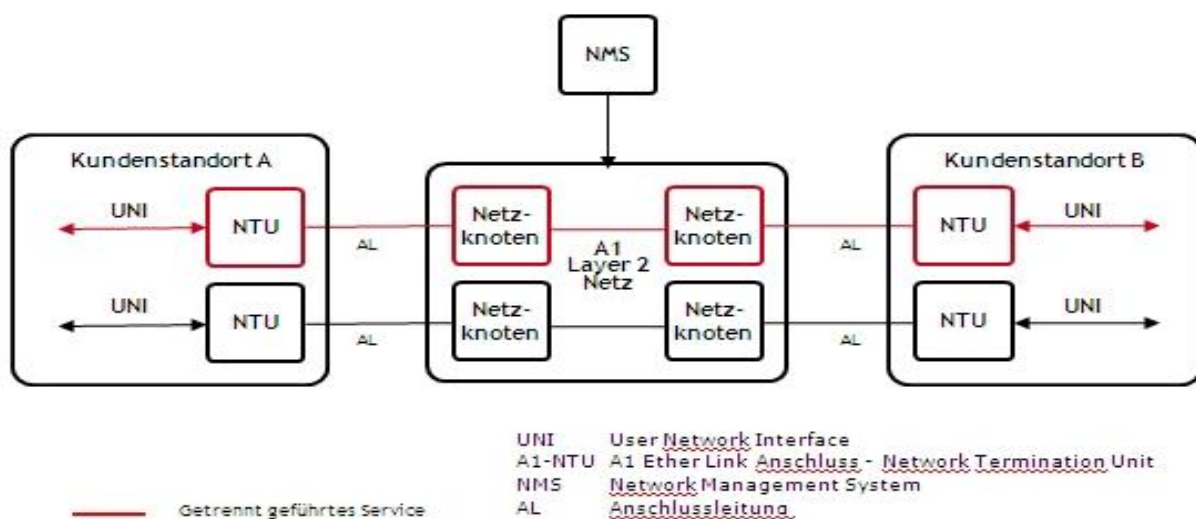 NMS
Kundenstandort A
Kundenstandort B
UNI
NTU
AL
Netz-
knoten
Netz-
knoten
AL
NTU
UNI
A1
Layer 2
Netz
UNI
NTU
AL
Netz-
knoten
Netz-
knoten
AL
NTU
UNI
UNI User Network Interface
A1-NTU A1 Ether Link Anschluss - Network Termination Unit
NMS Network Management System
AL Anschlussleitung
Getrennt geführtes Service